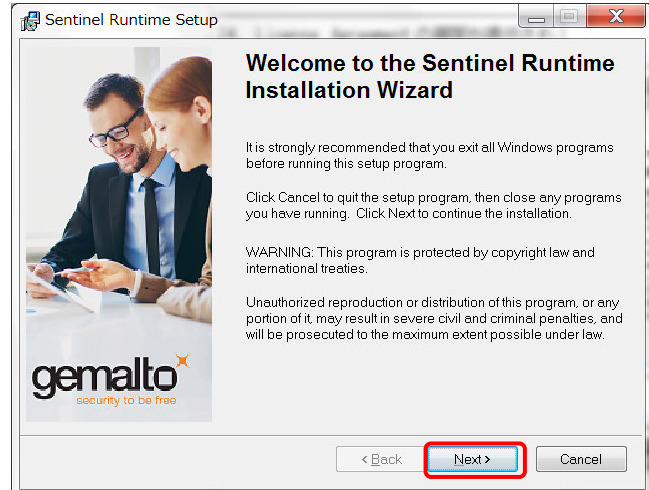 Sentinel Runtime Setup
Welcome to the Sentinel Runtime
Installation Wizard
It is strongly recommended that you exit all Windows programs
before running this setup program.
Click Cancel to quit the setup program, then close any programs
you have running. Click Next to continue the installation.
WARNING: This program is protected by copyright law and
international treaties.
Unauthorized reproduction or distribution of this program, or any
portion of it, may result in severe civil and criminal penalties, and
will be prosecuted to the maximum extent possible under law.
gemalto
security to be free
< Back
Next >
Cancel